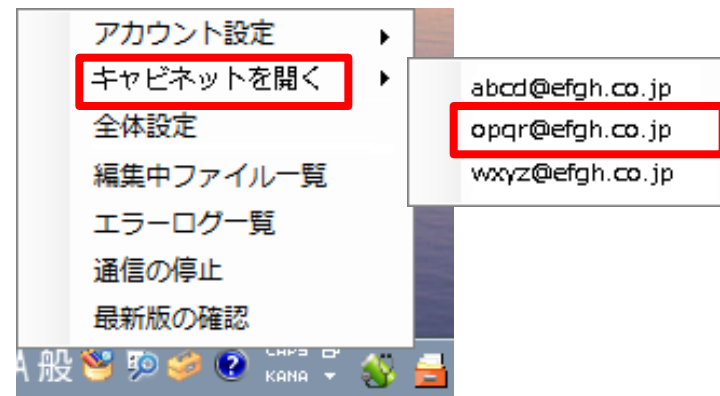 アカウント設定
キャビネットを開く
abcd@efgh.co.jp
opqr@efgh.co.jp
wxyz@efgh.co.jp
全体設定
編集中ファイル一覧
エラーログ一覧
通信の停止
最新版の確認
A 般
CAPS
KANA